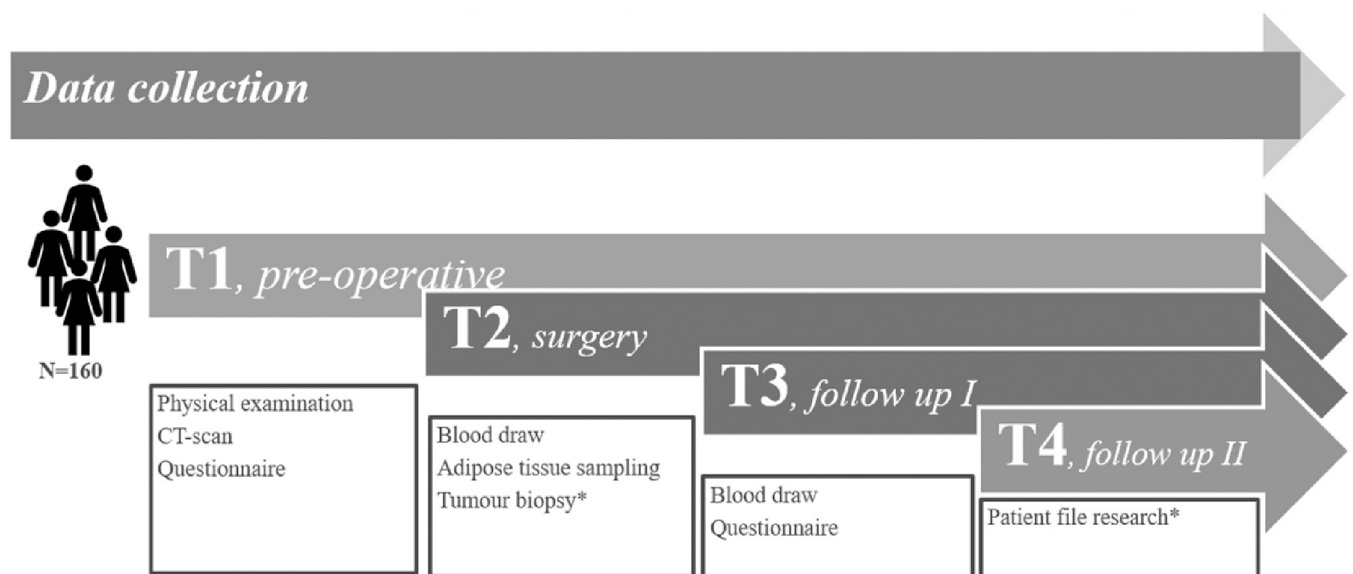 Data collection
N=160
T1, pre-operative
T2, surgery
T3, follow up I
T4, follow up II
Physical examination
CT-scan
Questionnaire
Blood draw
Adipose tissue sampling
Tumour biopsy*
Blood draw
Questionnaire
Patient file research*